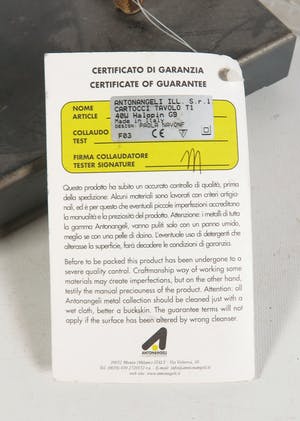 CERTIFICATO DI GARANZIA
CERTIFICATE OF GUARANTEE
NOME
ARTICLE
ANTONANGELI ILL. S.r.l
CARTOCCI TAVOLO T1
40W Halopin G9
Made in Italy
DESIGN: PAOLA NAVONE
COLLAUDO
TEST
F03 CE F
FIRMA COLLAUDATORE
TESTER SIGNATURE
Questo prodotto ha subito un accurato controllo di qualità, prima
della spedizione. Alcuni materiali sono lavorati con criteri artigia-
nali, ed è per questo che eventuali piccole imperfezioni accreditano
la manualità e la preziosità del prodotto. Attenzione: i metalli di tutta
la gamma Antonangeli, vanno puliti solo con un panno umido,
meglio se con una pelle di daino. L'eventuale uso di detergenti che
alterasse la superficie, farà decadere le condizioni di garanzia.
Before to be packed this product has been undergone to a
severe quality control. Craftmanship way of working some
materials may create imperfections, but on the other hand,
testify the manual preciousness of the product. Attention: all
Antonangeli metal collection should be cleaned just with a
wet cloth, better a buckskin. The guarantee terms will not
apply if the surface has been altered by wrong cleanser.
ANTONANGELI